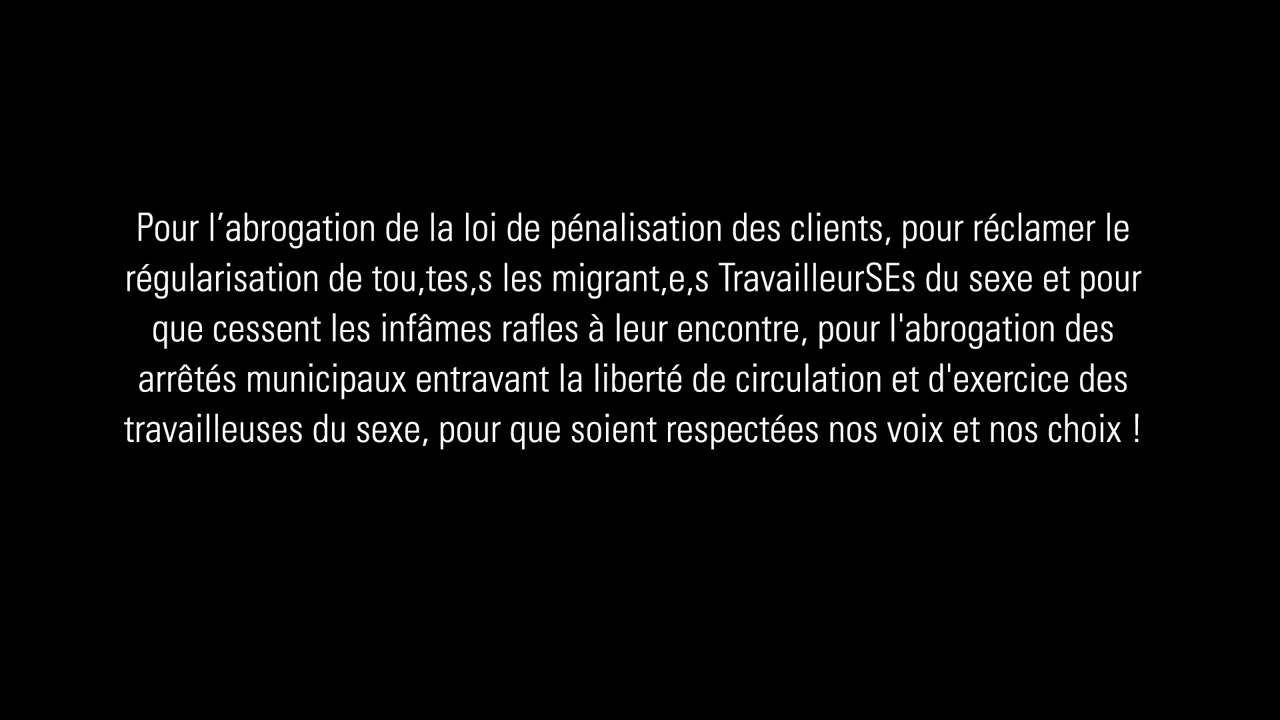 Pour l’abrogation de la loi de pénalisation des clients, pour réclamer le
régularisation de tou,tes,s les migrant,e,s TravailleurSEs du sexe et pour
que cessent les infâmes rafles à leur encontre, pour l'abrogation des
arrêtés municipaux entravant la liberté de circulation et d'exercice des
travailleuses du sexe, pour que soient respectées nos voix et nos choix !